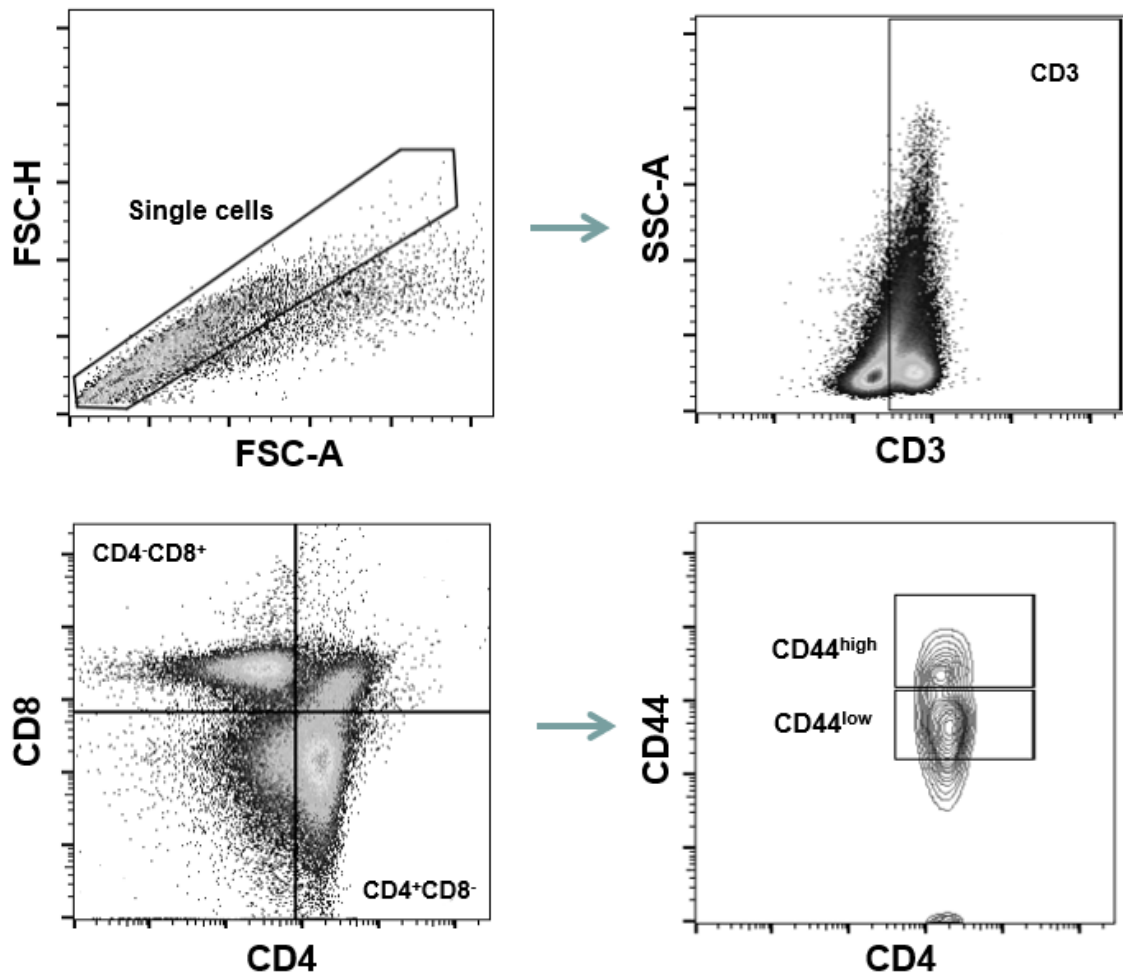 FSC-H
Single cells
FSC-A
SSC-A
CD3
CD3
CD8
CD4⁻CD8⁺
CD4⁺CD8⁻
CD4
CD44
CD44ʰⁱᵍʰ
CD44ˡᵒʷ
CD4